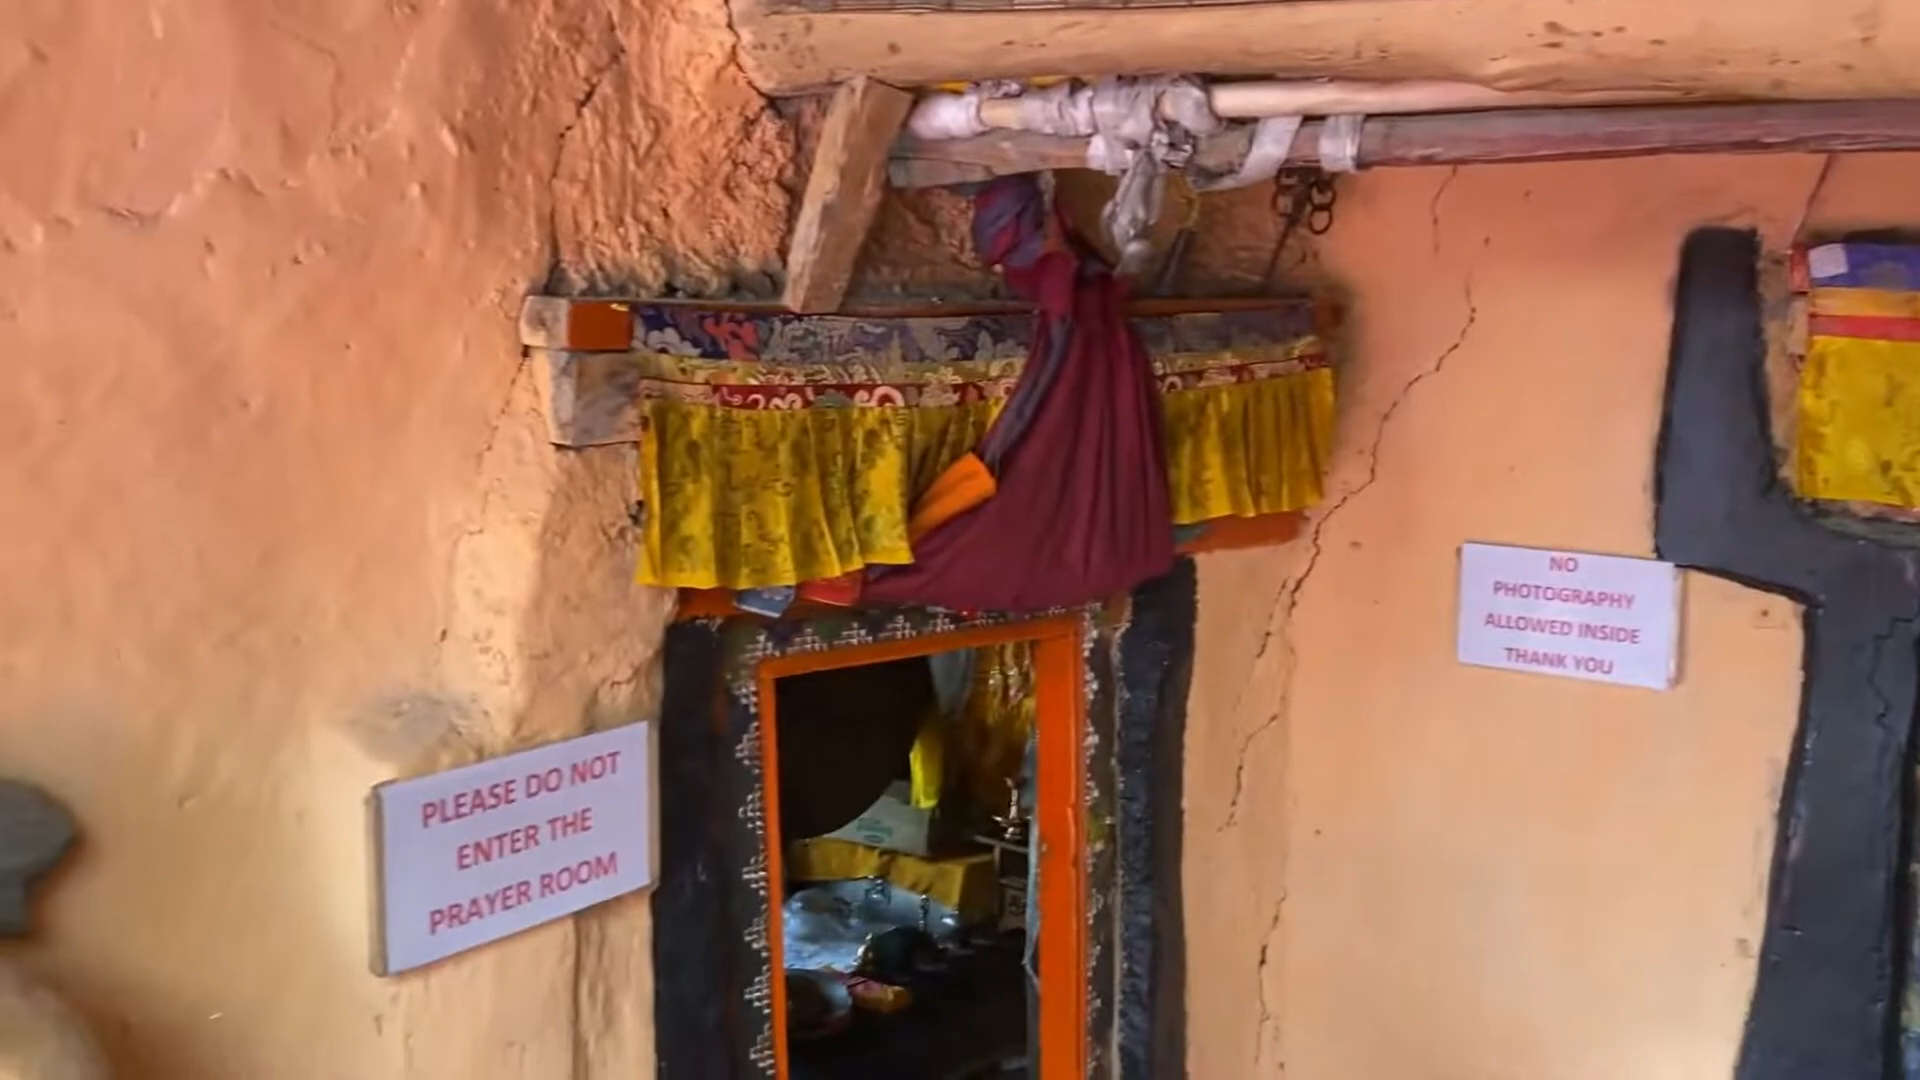 PLEASE DO NOT
ENTER THE
PRAYER ROOM
NO
PHOTOGRAPHY
ALLOWED INSIDE
THANK YOU